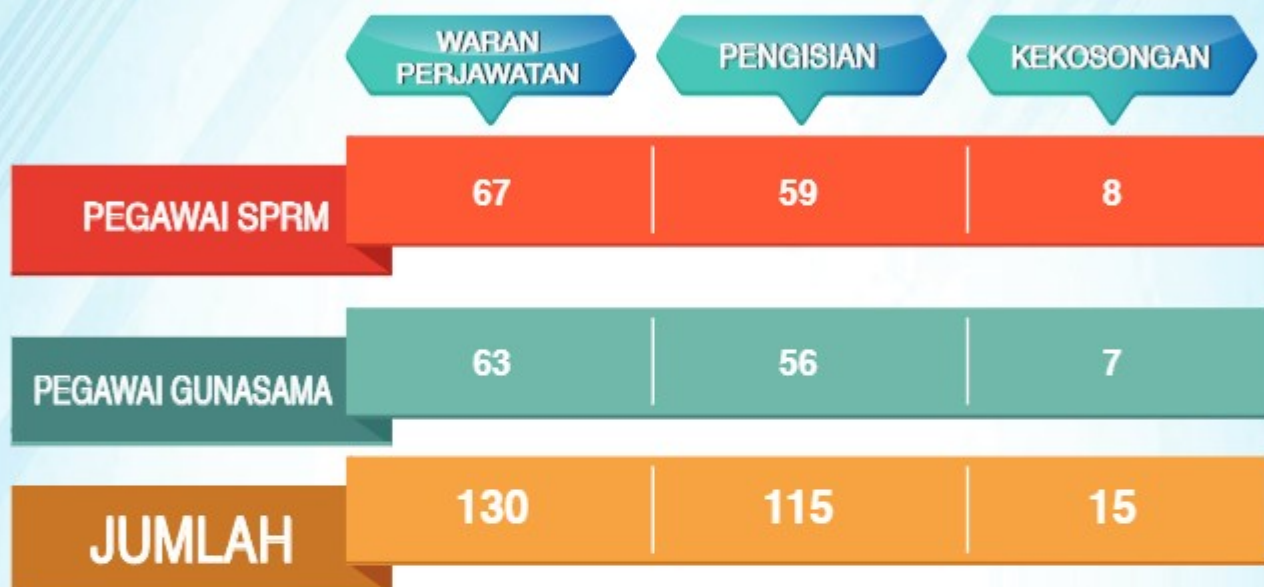 WARAN
PERJAWATAN
PENGISIAN
KEKOSONGAN
PEGAWAI SPRM
67
59
8
PEGAWAI GUNASAMA
63
56
7
JUMLAH
130
115
15